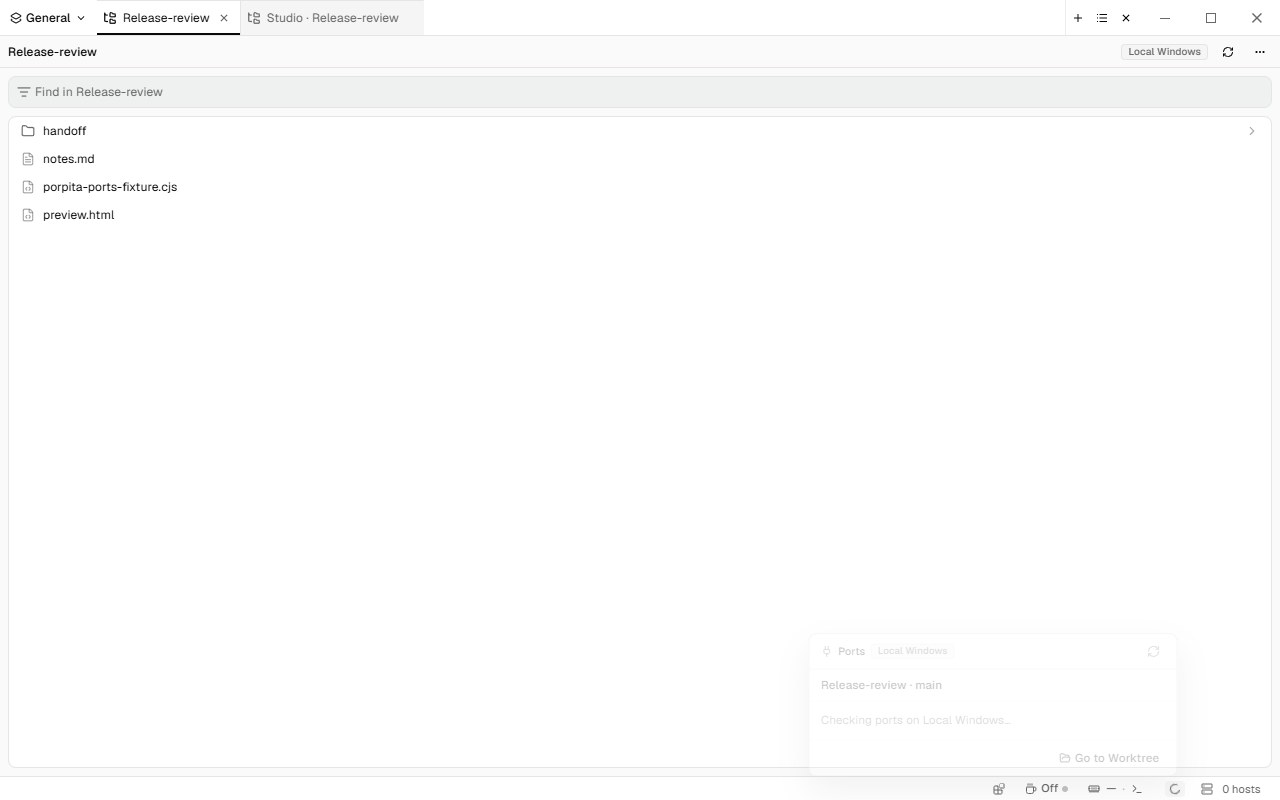 General
Release-review
Studio · Release-review
Release-review
Local Windows
Find in Release-review
handoff
notes.md
porpita-ports-fixture.cjs
preview.html
Ports
Local Windows
Release-review · main
Checking ports on Local Windows…
Go to Worktree
Off
0 hosts